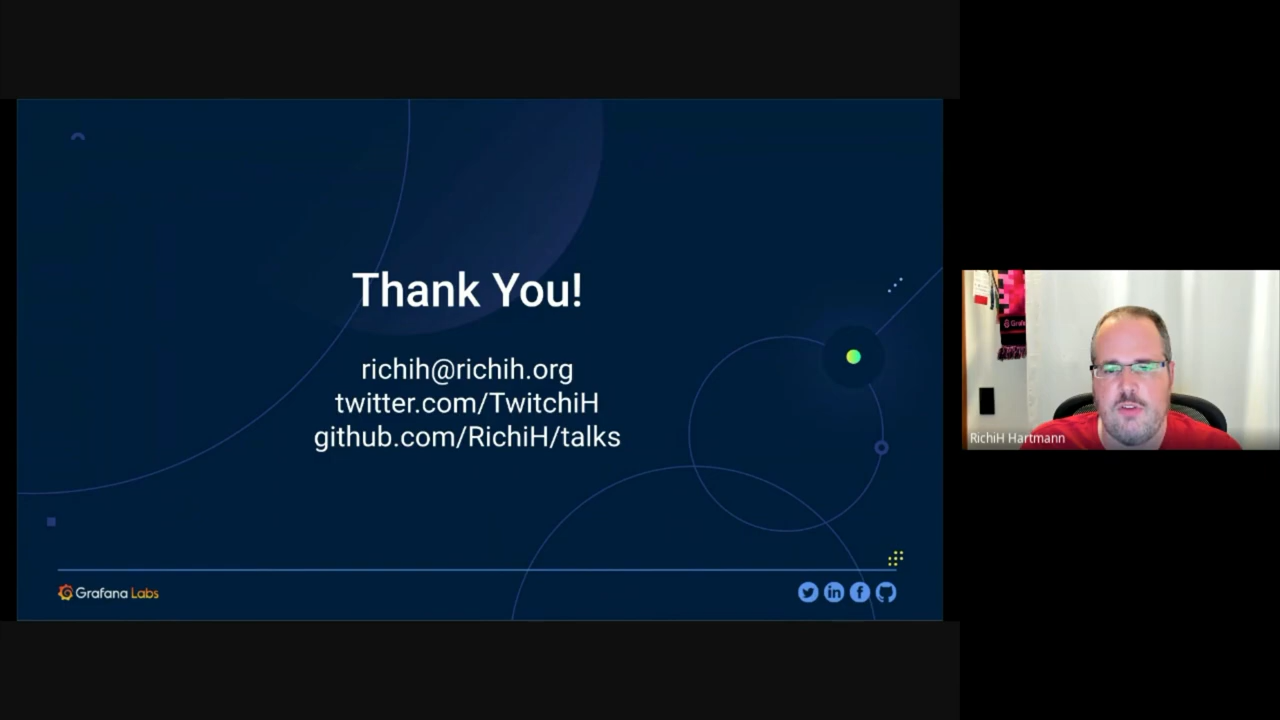 Thank You!
richih@richih.org
twitter.com/TwitchiH
github.com/RichiH/talks
Grafana Labs
RichiH Hartmann